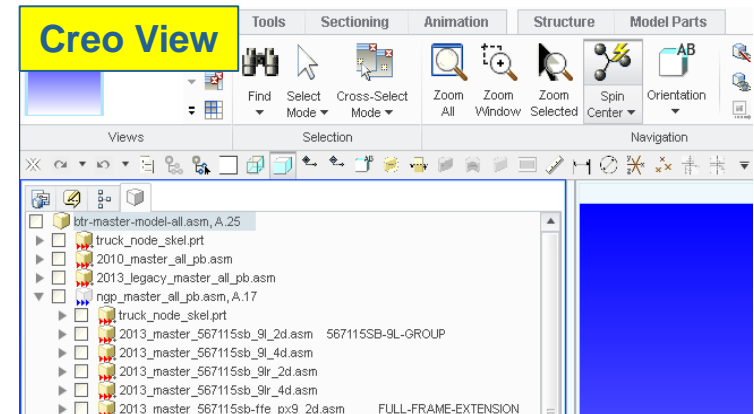 Creo View
Tools Sectioning Animation Structure Model Parts
Find Select Mode Cross-Select Mode Zoom All Zoom Window Zoom Selected Spin Center Orientation
AB
Views Selection Navigation
btr-master-model-all.asm, A.25
truck_node_skel.prt
2010_master_all_pb.asm
2013_legacy_master_all_pb.asm
ngp_master_all_pb.asm, A.17
truck_node_skel.prt
2013_master_567115sb_9l_2d.asm 567115SB-9L-GROUP
2013_master_567115sb_9l_4d.asm
2013_master_567115sb_9lr_2d.asm
2013_master_567115sb_9lr_4d.asm
2013_master_567115sb-ffe_px9_2d.asm FULL-FRAME-EXTENSION